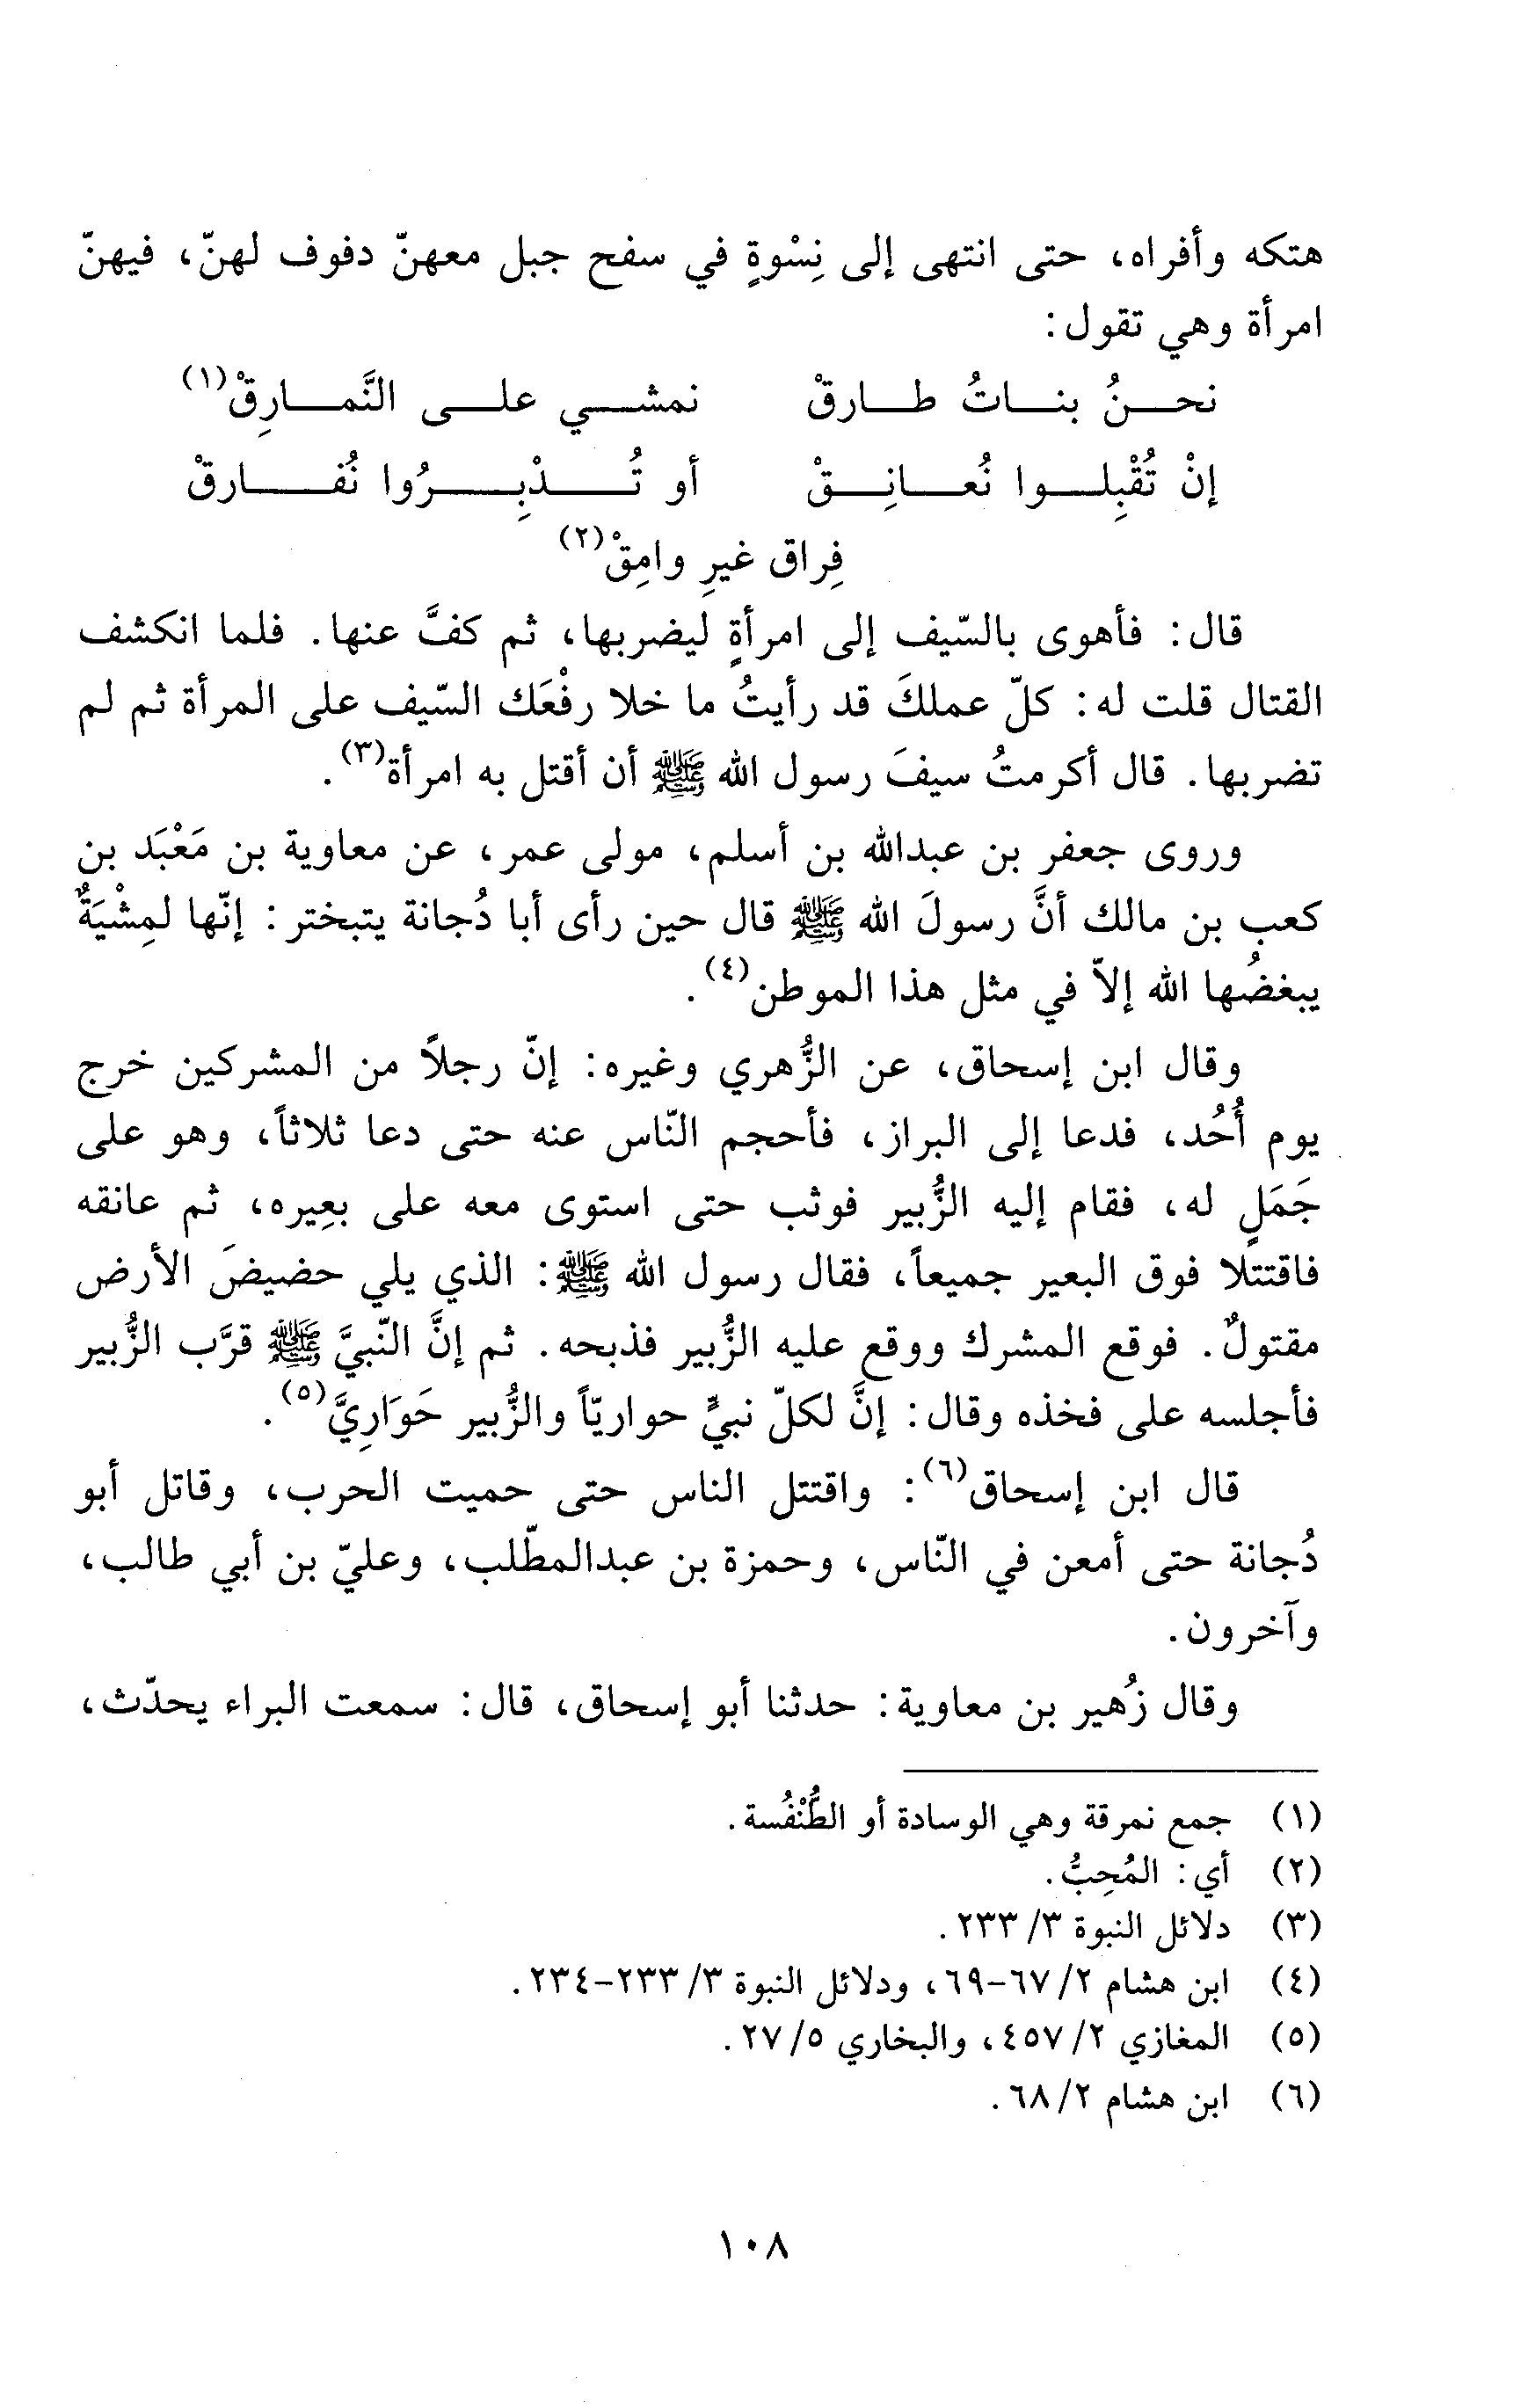 هتكه وأفراه، حتى انتهى إلى نِسْوةٍ في سفح جبل معهنّ دفوف لهنّ، فيهنّ
امرأة وهي تقول:
نحـــنُ بنـــاتُ طـــارقْ نمشـــي علـــى النَّمـــارِقْ(١)
إنْ تُقْبِلـــوا نُعـــانِـــقْ أو تُـــدْبِـــرُوا نُفـــارقْ
فِراق غيرِ وامِقْ(٢)
قال: فأهوى بالسّيف إلى امرأةٍ ليضربها، ثم كفَّ عنها. فلما انكشف
القتال قلت له: كلّ عملكَ قد رأيتُ ما خلا رفْعَك السّيف على المرأة ثم لم
تضربها. قال أكرمتُ سيفَ رسول الله ﷺ أن أقتل به امرأة(٣).
وروى جعفر بن عبدالله بن أسلم، مولى عمر، عن معاوية بن مَعْبَد بن
كعب بن مالك أنَّ رسولَ الله ﷺ قال حين رأى أبا دُجانة يتبختر: إنّها لمِشْيَةٌ
يبغضُها الله إلاّ في مثل هذا الموطن(٤).
وقال ابن إسحاق، عن الزُّهري وغيره: إنّ رجلاً من المشركين خرج
يوم أُحُد، فدعا إلى البراز، فأحجم النّاس عنه حتى دعا ثلاثاً، وهو على
جَمَلٍ له، فقام إليه الزُّبير فوثب حتى استوى معه على بعِيره، ثم عانقه
فاقتتلا فوق البعير جميعاً، فقال رسول الله ﷺ: الذي يلي حضيضَ الأرض
مقتولٌ. فوقع المشرك ووقع عليه الزُّبير فذبحه. ثم إنَّ النّبيَّ ﷺ قرَّب الزُّبير
فأجلسه على فخذه وقال: إنَّ لكلّ نبيٍّ حواريّاً والزُّبير حَوَارِيَّ(٥).
قال ابن إسحاق(٦): واقتتل الناس حتى حميت الحرب، وقاتل أبو
دُجانة حتى أمعن في النّاس، وحمزة بن عبدالمطّلب، وعليّ بن أبي طالب،
وآخرون.
وقال زُهير بن معاوية: حدثنا أبو إسحاق، قال: سمعت البراء يحدّث،
(١) جمع نمرقة وهي الوسادة أو الطُّنْفُسة.
(٢) أي: المُحِبُّ.
(٣) دلائل النبوة ٣/ ٢٣٣.
(٤) ابن هشام ٢/ ٦٧-٦٩، ودلائل النبوة ٣/ ٢٣٣-٢٣٤.
(٥) المغازي ٢/ ٤٥٧، والبخاري ٥/ ٢٧.
(٦) ابن هشام ٢/ ٦٨.
١٠٨